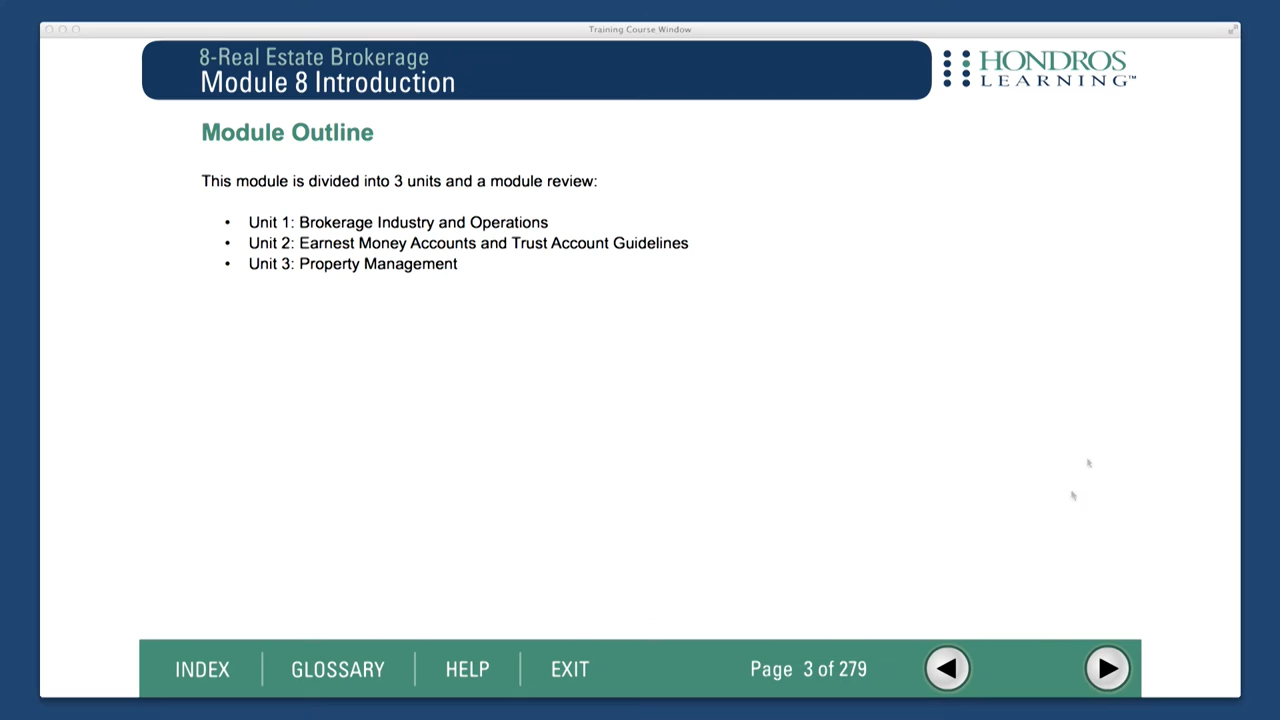 Training Course Window
8-Real Estate Brokerage
Module 8 Introduction
HONDROS
LEARNING™
Module Outline
This module is divided into 3 units and a module review:
• Unit 1: Brokerage Industry and Operations
• Unit 2: Earnest Money Accounts and Trust Account Guidelines
• Unit 3: Property Management
INDEX GLOSSARY HELP EXIT Page 3 of 279